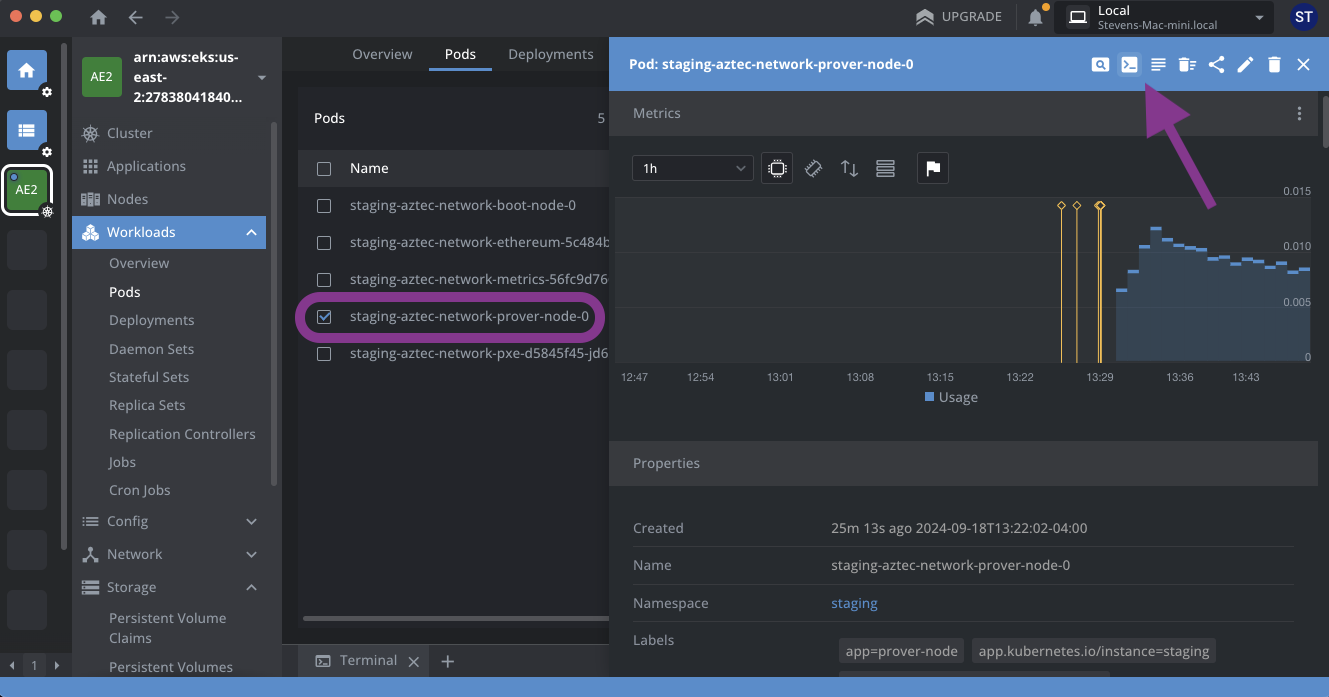 UPGRADE
Local
Stevens-Mac-mini.local
ST
AE2
arn:aws:eks:us-
east-
2:27838041840...
AE2
1
Cluster
Applications
Nodes
Workloads
Overview
Pods
Deployments
Daemon Sets
Stateful Sets
Replica Sets
Replication Controllers
Jobs
Cron Jobs
Config
Network
Storage
Persistent Volume
Claims
Persistent Volumes
Overview
Pods
Deployments
Pods
5
Name
staging-aztec-network-boot-node-0
staging-aztec-network-ethereum-5c484b
staging-aztec-network-metrics-56fc9d76
staging-aztec-network-prover-node-0
staging-aztec-network-pxe-d5845f45-jd6
Terminal
Pod: staging-aztec-network-prover-node-0
Metrics
1h
0.015
0.010
0.005
0
12:47 12:54 13:01 13:08 13:15 13:22 13:29 13:36 13:43
Usage
Properties
Created 25m 13s ago 2024-09-18T13:22:02-04:00
Name staging-aztec-network-prover-node-0
Namespace staging
Labels app=prover-node app.kubernetes.io/instance=staging